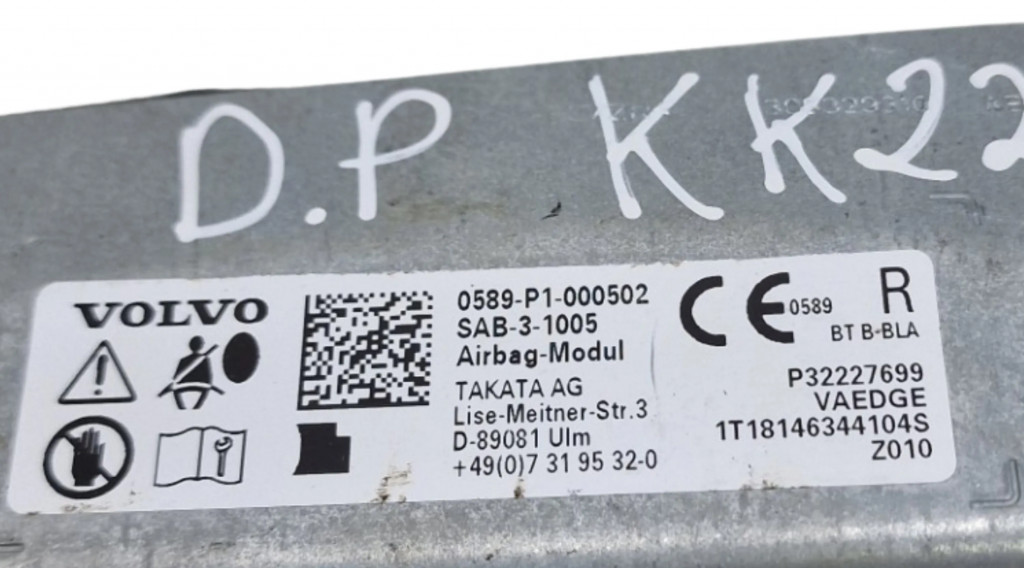 D.P KK22
VOLVO
0589-P1-000502
SAB-3-1005
Airbag-Modul
TAKATA AG
Lise-Meitner-Str.3
D-89081 Ulm
+49(0)7 31 95 32-0
CE 0589
R
BT B-BLA
P32227699
VAEDGE
1T18146344104S
Z010